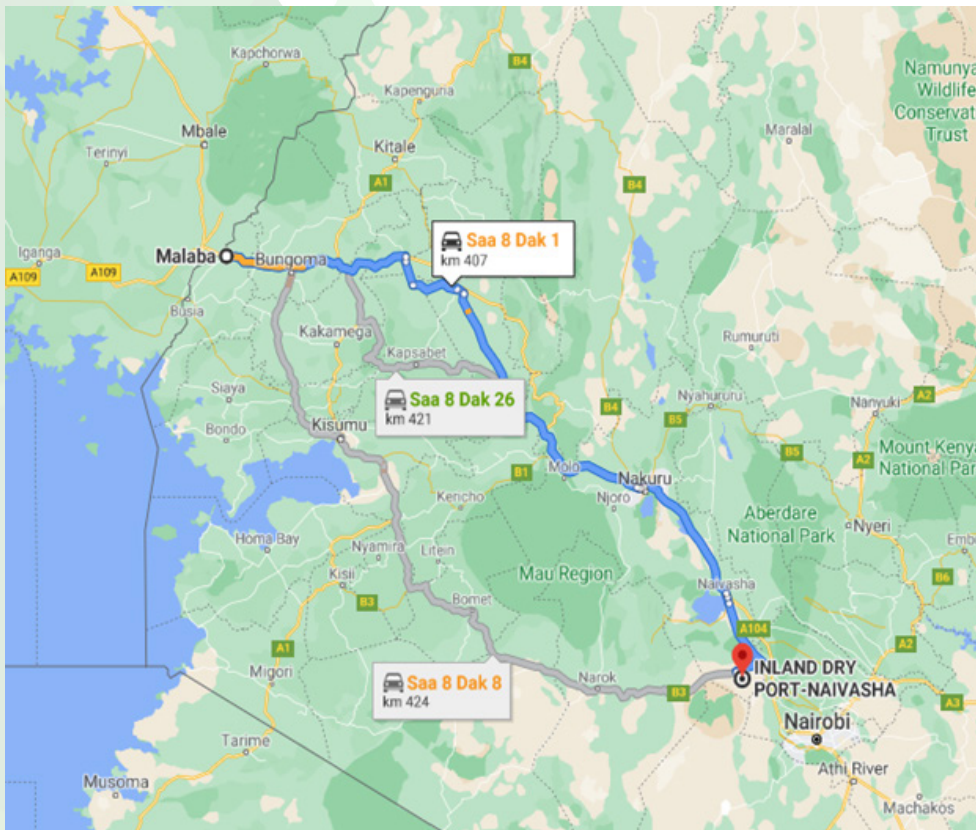 Kapchorwa
B4
Namunya
Wildlife
Conservat
Trust
Kapenguria
Mbale
Maralal
Terinyi
Kitale
A1
B4
Iganga
Malaba
Bungoma
Saa 8 Dak 1
km 407
A109
A109
Busia
Kakamega
Rumuruti
Kapsabet
Siaya
Saa 8 Dak 26
km 421
B4
Nyahururu
B5
Nanyuki
A2
Bondo
Kisumu
Mount Kenya
National Par
B5
A2
B1
Molo
Nakuru
Kericho
Njoro
Aberdare
National Park
Nyeri
Homa Bay
Nyamira
Litein
Embu
Kisii
Mau Region
Naivasha
B6
B3
Bomet
A104
A2
A1
Migori
Saa 8 Dak 8
km 424
Narok
B3
INLAND DRY
PORT-NAIVASHA
A3
Nairobi
Tarime
Athi River
Musoma
Machakos